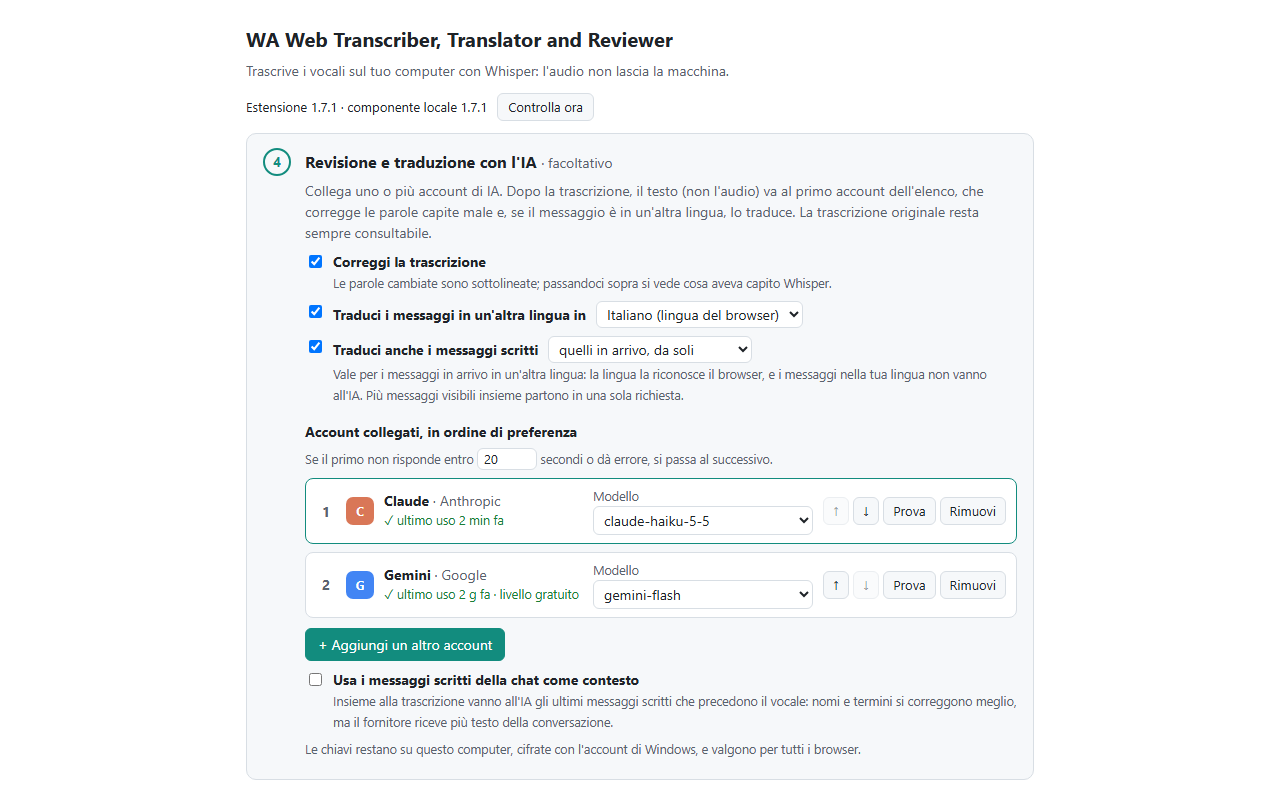 WA Web Transcriber, Translator and Reviewer
Trascrive i vocali sul tuo computer con Whisper: l'audio non lascia la macchina.
Estensione 1.7.1 · componente locale 1.7.1 Controlla ora
4 Revisione e traduzione con l'IA · facoltativo
Collega uno o più account di IA. Dopo la trascrizione, il testo (non l'audio) va al primo account dell'elenco, che
corregge le parole capite male e, se il messaggio è in un'altra lingua, lo traduce. La trascrizione originale resta
sempre consultabile.
Correggi la trascrizione
Le parole cambiate sono sottolineate; passandoci sopra si vede cosa aveva capito Whisper.
Traduci i messaggi in un'altra lingua in Italiano (lingua del browser)
Traduci anche i messaggi scritti quelli in arrivo, da soli
Vale per i messaggi in arrivo in un'altra lingua: la lingua la riconosce il browser, e i messaggi nella tua lingua non vanno
all'IA. Più messaggi visibili insieme partono in una sola richiesta.
Account collegati, in ordine di preferenza
Se il primo non risponde entro 20 secondi o dà errore, si passa al successivo.
Modello
1 C Claude · Anthropic claude-haiku-5-5 ↑ ↓ Prova Rimuovi
✓ ultimo uso 2 min fa
Modello
2 G Gemini · Google gemini-flash ↑ ↓ Prova Rimuovi
✓ ultimo uso 2 g fa · livello gratuito
+ Aggiungi un altro account
Usa i messaggi scritti della chat come contesto
Insieme alla trascrizione vanno all'IA gli ultimi messaggi scritti che precedono il vocale: nomi e termini si correggono meglio,
ma il fornitore riceve più testo della conversazione.
Le chiavi restano su questo computer, cifrate con l'account di Windows, e valgono per tutti i browser.